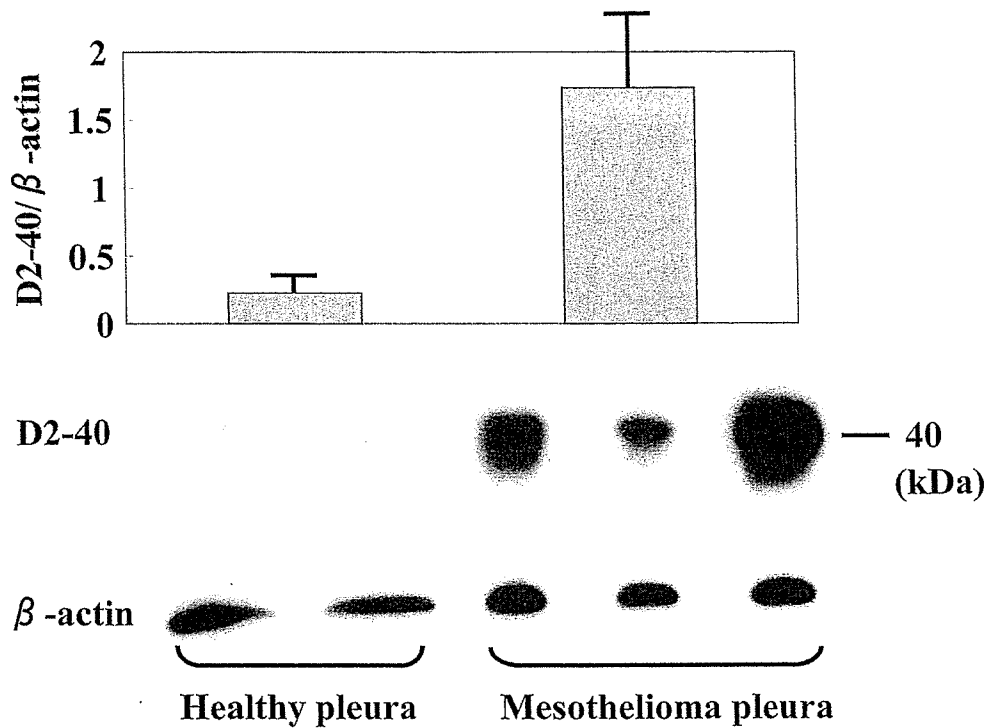 D2-40/β-actin
2
1.5
1
0.5
0
D2-40
40
(kDa)
β-actin
Healthy pleura
Mesothelioma pleura